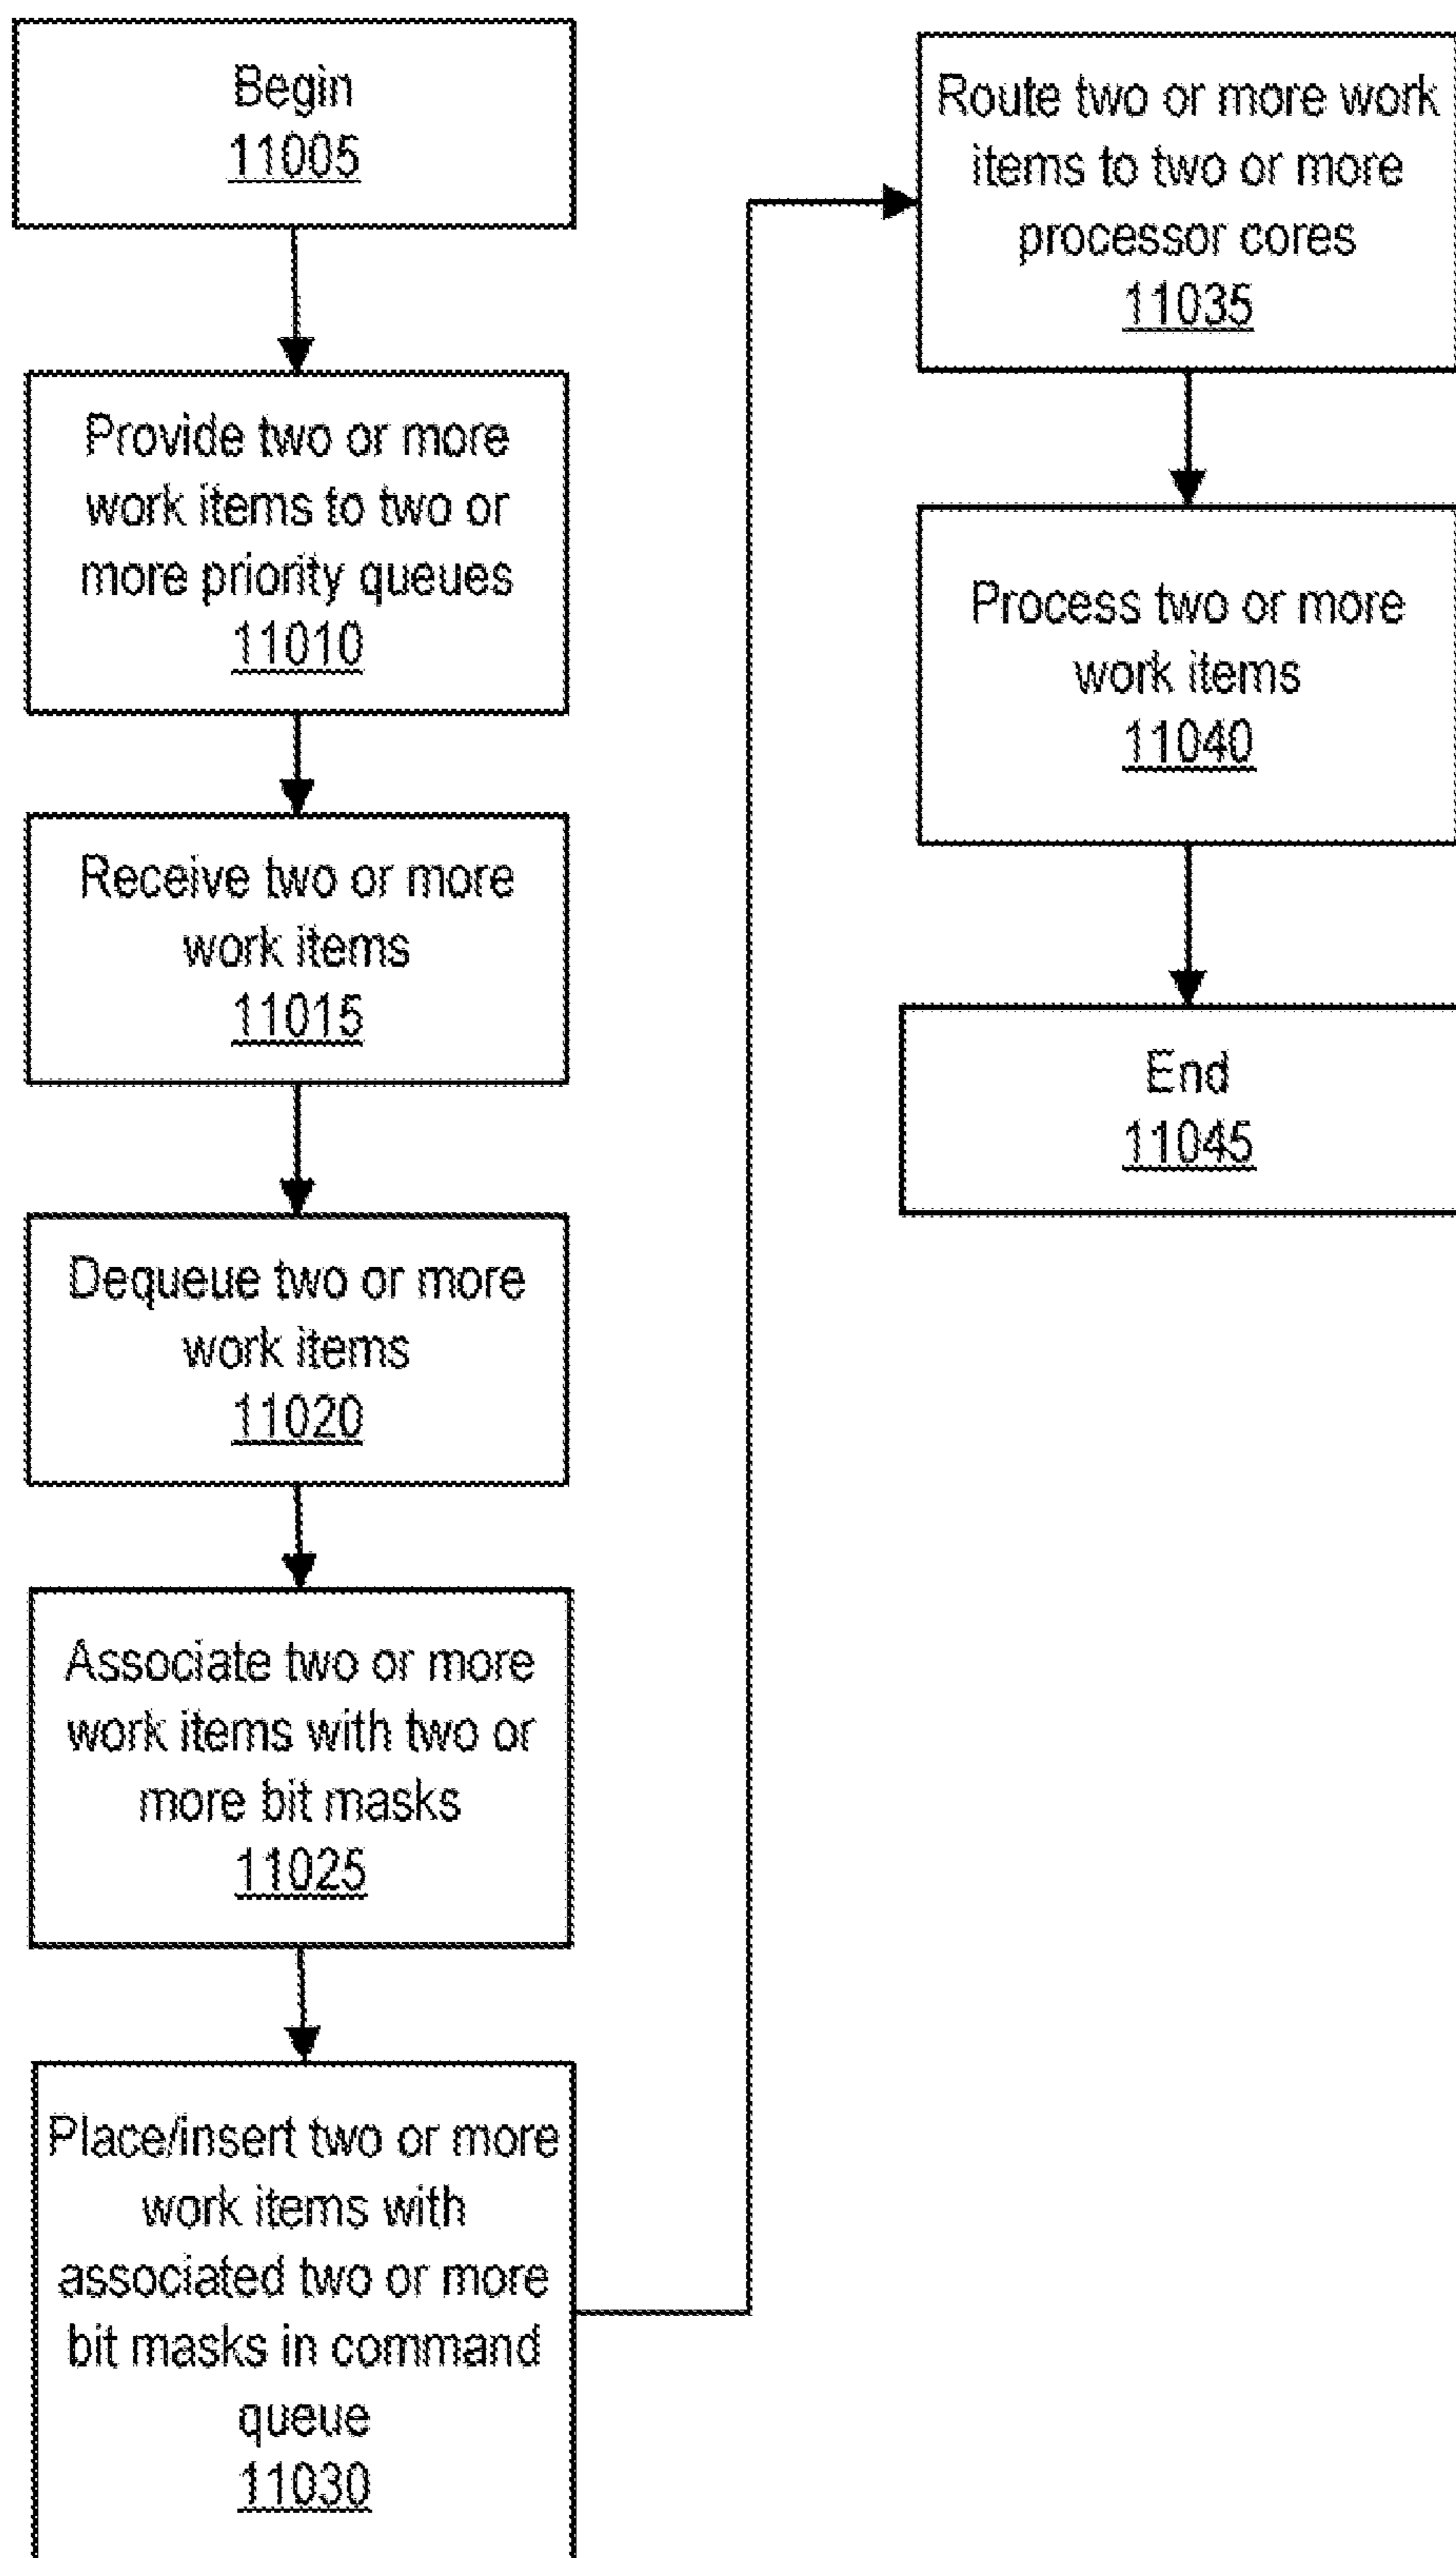 Begin
11005
Provide two or more
work items to two or
more priority queues
11010
Receive two or more
work items
11015
Dequeue two or more
work items
11020
Associate two or more
work items with two or
more bit masks
11025
Place/insert two or more
work items with
associated two or more
bit masks in command
queue
11030
Route two or more work
items to two or more
processor cores
11035
Process two or more
work items
11040
End
11045